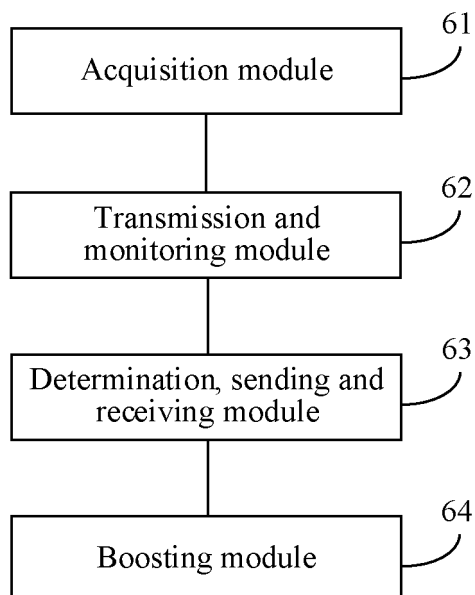 61
Acquisition module
62
Transmission and
monitoring module
63
Determination, sending and
receiving module
64
Boosting module